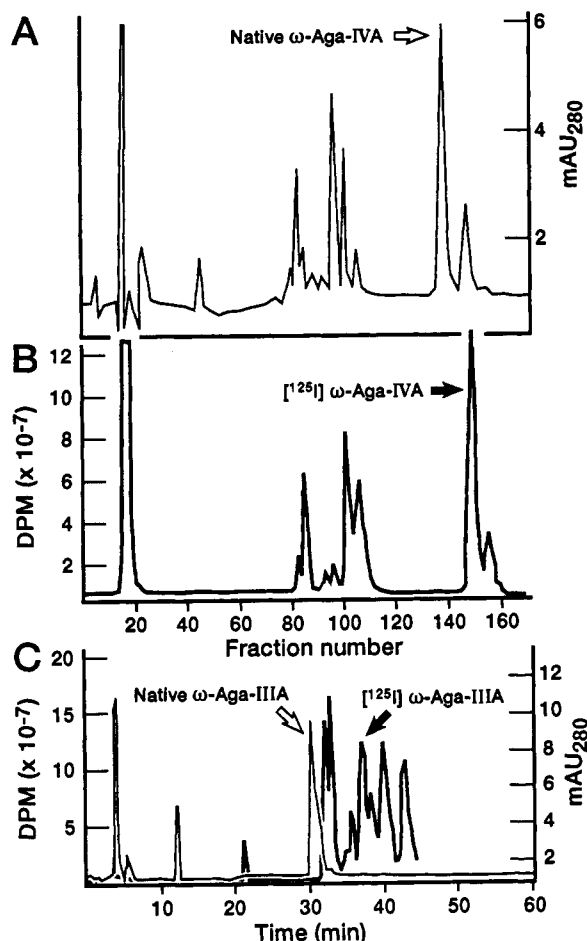 A
Native ω-Aga-IVA
6
4
2
mAU280
B
12
10
8
6
4
2
DPM (x 10-7)
[125I] ω-Aga-IVA
20 40 60 80 100 120 140 160
Fraction number
C
20
15
10
5
DPM (x 10-7)
Native ω-Aga-IIIA
[125I] ω-Aga-IIIA
12
10
8
6
4
2
mAU280
10 20 30 40 50 60
Time (min)